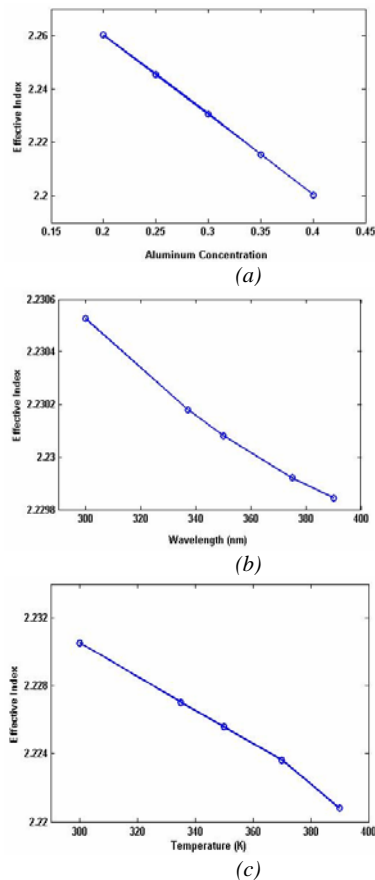 2.26
2.24
2.22
2.2
Effective Index
0.15 0.2 0.25 0.3 0.35 0.4 0.45
Aluminum Concentration
(a)
2.2306
2.2304
2.2302
2.23
2.2298
Effective Index
300 320 340 360 380 400
Wavelength (nm)
(b)
2.232
2.228
2.224
2.22
Effective Index
300 320 340 360 380 400
Temperature (K)
(c)